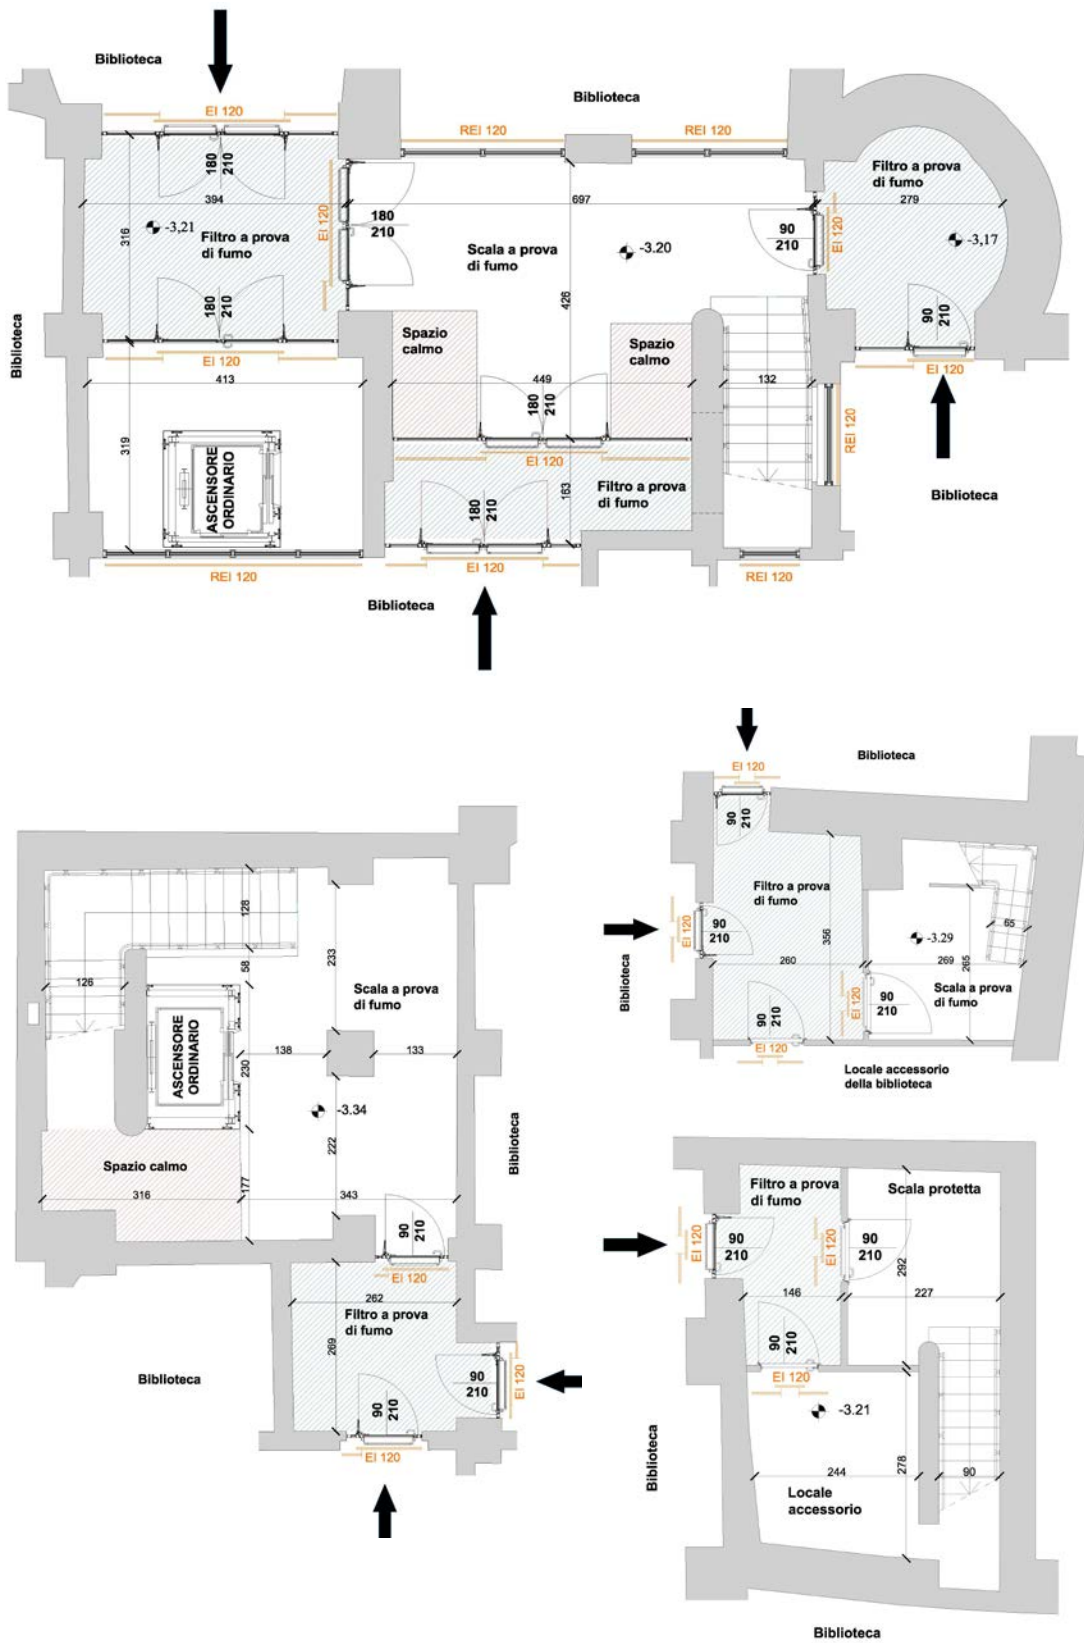 Biblioteca
Biblioteca
EI 120
REI 120
REI 120
180
210
394
316
-3,21
Filtro a prova
di fumo
EI 120
180
210
697
Scala a prova
di fumo
-3.20
426
90
210
EI 120
Filtro a prova
di fumo
279
-3,17
180
210
EI 120
90
210
EI 120
Biblioteca
Spazio
calmo
Spazio
calmo
413
449
132
180
210
EI 120
REI 120
319
ASCENSORE
ORDINARIO
163
Filtro a prova
di fumo
180
210
EI 120
REI 120
REI 120
Biblioteca
Biblioteca
128
126
58
233
Scala a prova
di fumo
ASCENSORE
ORDINARIO
230
138
133
-3.34
222
Spazio calmo
316
177
343
90
210
EI 120
262
Filtro a prova
di fumo
269
90
210
EI 120
90
210
EI 120
Biblioteca
Biblioteca
Biblioteca
EI 120
90
210
Filtro a prova
di fumo
EI 120
90
210
356
260
-3.29
65
269
265
Scala a prova
di fumo
EI 120
90
210
90
210
EI 120
Biblioteca
Locale accessorio
della biblioteca
Filtro a prova
di fumo
Scala protetta
EI 120
90
210
EI 120
90
210
292
146
227
90
210
EI 120
-3.21
244
278
90
Locale
accessorio
Biblioteca
Biblioteca